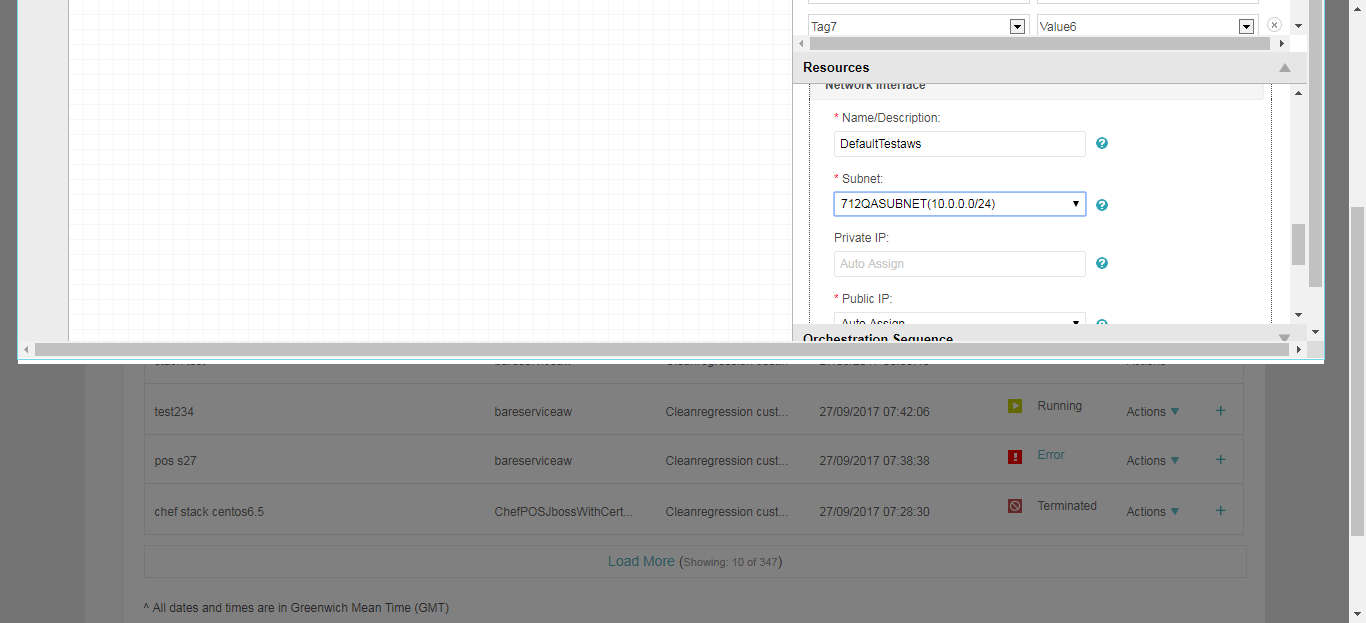 Tag7 Value6
Resources
Network Interface
* Name/Description:
DefaultTestaws
* Subnet:
712QASUBNET(10.0.0.0/24)
Private IP:
Auto Assign
* Public IP:
Auto Assign
Orchestration Sequence
test234 bareserviceaw Cleanregression cust... 27/09/2017 07:42:06 Running Actions
pos s27 bareserviceaw Cleanregression cust... 27/09/2017 07:38:38 Error Actions
chef stack centos6.5 ChefPOSJbossWithCert... Cleanregression cust... 27/09/2017 07:28:30 Terminated Actions
Load More (Showing: 10 of 347)
^ All dates and times are in Greenwich Mean Time (GMT)